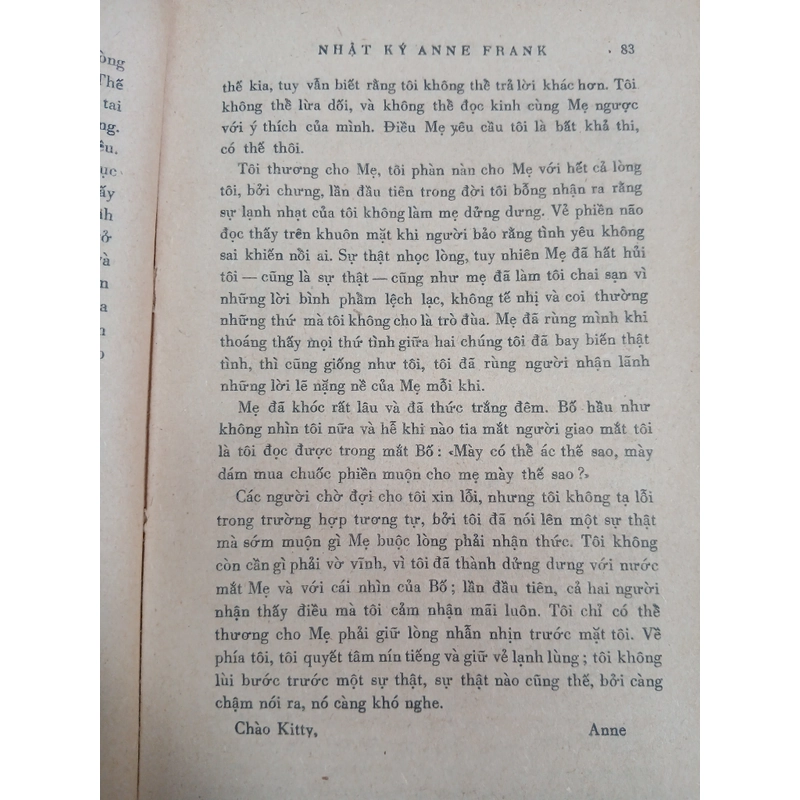 òng
Thế
tai
ng.
êu.
ục
ấy
nh
ở
và
n
a
n
o
NHẬT KÝ ANNE FRANK . 83
thế kia, tuy vẫn biết rằng tôi không thể trả lời khác hơn. Tôi
không thể lừa dối, và không thể đọc kinh cùng Mẹ ngược
với ý thích của mình. Điều Mẹ yêu cầu tôi là bất khả thi,
có thế thôi.
Tôi thương cho Mẹ, tôi phàn nàn cho Mẹ với hết cả lòng
tôi, bởi chưng, lần đầu tiên trong đời tôi bỗng nhận ra rằng
sự lạnh nhạt của tôi không làm mẹ dửng dưng. Vẻ phiền não
đọc thấy trên khuôn mặt khi người bảo rằng tình yêu không
sai khiến nổi ai. Sự thật nhọc lòng, tuy nhiên Mẹ đã hất hủi
tôi — cũng là sự thật — cũng như mẹ đã làm tôi chai sạn vì
những lời bình phẩm lệch lạc, không tế nhị và coi thường
những thứ mà tôi không cho là trò đùa. Mẹ đã rùng mình khi
thoáng thấy mọi thứ tình giữa hai chúng tôi đã bay biến thật
tình, thì cũng giống như tôi, tôi đã rùng người nhận lãnh
những lời lẽ nặng nề của Mẹ mỗi khi.
Mẹ đã khóc rất lâu và đã thức trắng đêm. Bố hầu như
không nhìn tôi nữa và hễ khi nào tia mắt người giao mắt tôi
là tôi đọc được trong mắt Bố : «Mày có thể ác thế sao, mày
dám mua chuốc phiền muộn cho mẹ mày thế sao ?»
Các người chờ đợi cho tôi xin lỗi, nhưng tôi không tạ lỗi
trong trường hợp tương tự, bởi tôi đã nói lên một sự thật
mà sớm muộn gì Mẹ buộc lòng phải nhận thức. Tôi không
còn cần gì phải vờ vĩnh, vì tôi đã thành dửng dưng với nước
mắt Mẹ và với cái nhìn của Bố ; lần đầu tiên, cả hai người
nhận thấy điều mà tôi cảm nhận mãi luôn. Tôi chỉ có thể
thương cho Mẹ phải giữ lòng nhẫn nhịn trước mặt tôi. Về
phía tôi, tôi quyết tâm nín tiếng và giữ vẻ lạnh lùng ; tôi không
lùi bước trước một sự thật, sự thật nào cũng thế, bởi càng
chậm nói ra, nó càng khó nghe.
Chào Kitty, Anne